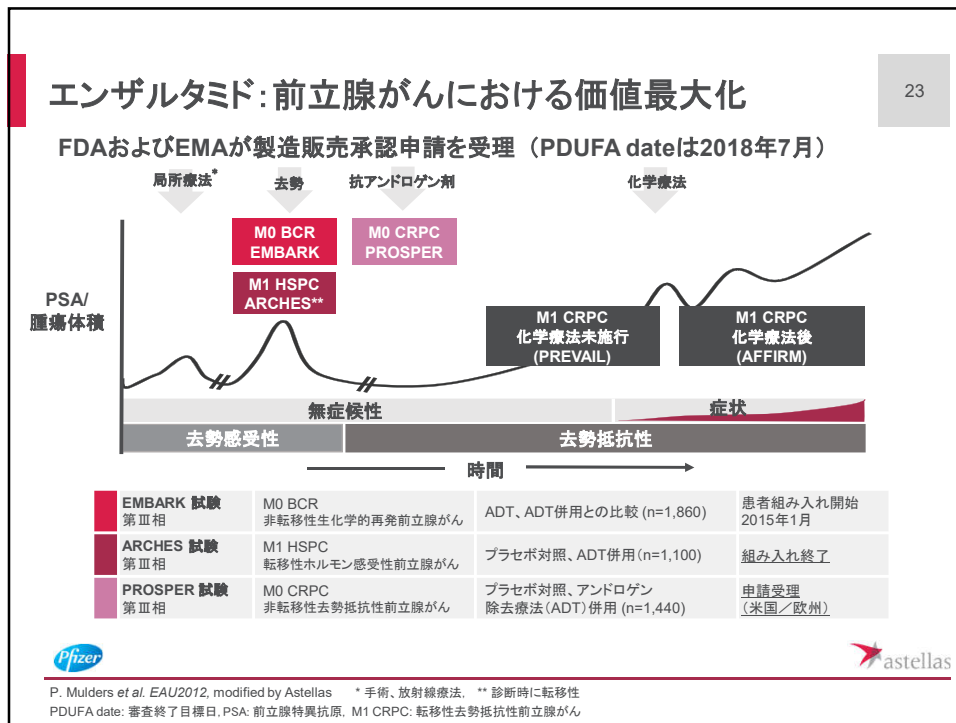 エンザルタミド：前立腺がんにおける価値最大化
23
FDAおよびEMAが製造販売承認申請を受理 （PDUFA dateは2018年7月）
局所療法*
去勢
抗アンドロゲン剤
化学療法
M0 BCR
EMBARK
M0 CRPC
PROSPER
M1 HSPC
ARCHES**
PSA/
腫瘍体積
M1 CRPC
化学療法未施行
(PREVAIL)
M1 CRPC
化学療法後
(AFFIRM)
無症候性
症状
去勢感受性
去勢抵抗性
時間
EMBARK 試験
第Ⅲ相
M0 BCR
非転移性生化学的再発前立腺がん
ADT、ADT併用との比較 (n=1,860)
患者組み入れ開始
2015年1月
ARCHES 試験
第Ⅲ相
M1 HSPC
転移性ホルモン感受性前立腺がん
プラセボ対照、ADT併用（n=1,100）
組み入れ終了
PROSPER 試験
第Ⅲ相
M0 CRPC
非転移性去勢抵抗性前立腺がん
プラセボ対照、アンドロゲン
除去療法（ADT）併用 (n=1,440)
申請受理
（米国／欧州）
Pfizer
astellas
P. Mulders et al. EAU2012, modified by Astellas * 手術、放射線療法, ** 診断時に転移性
PDUFA date: 審査終了目標日, PSA: 前立腺特異抗原, M1 CRPC: 転移性去勢抵抗性前立腺がん